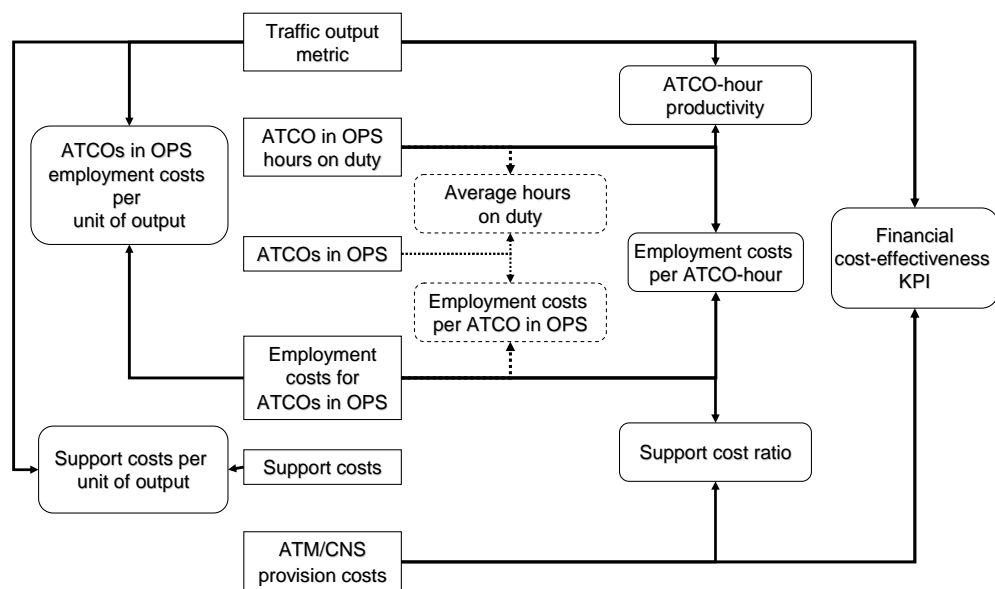 Traffic output
metric
ATCO-hour
productivity
ATCO in OPS
hours on duty
ATCOs in OPS
employment costs
per
unit of output
Average hours
on duty
ATCOs in OPS
Employment costs
per ATCO-hour
Financial
cost-effectiveness
KPI
Employment costs
per ATCO in OPS
Employment
costs for
ATCOs in OPS
Support costs per
unit of output
Support costs
Support cost ratio
ATM/CNS
provision costs